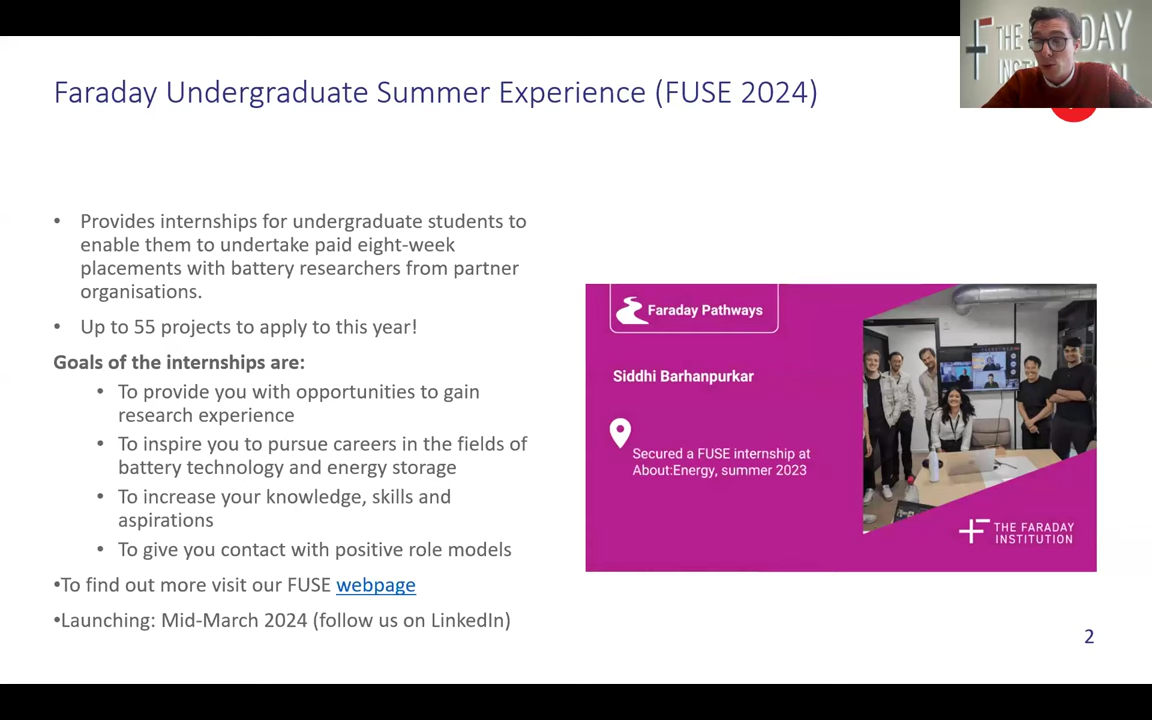 THE FARADAY
Faraday Undergraduate Summer Experience (FUSE 2024)
• Provides internships for undergraduate students to
enable them to undertake paid eight-week
placements with battery researchers from partner
organisations.
• Up to 55 projects to apply to this year!
Goals of the internships are:
• To provide you with opportunities to gain
research experience
• To inspire you to pursue careers in the fields of
battery technology and energy storage
• To increase your knowledge, skills and
aspirations
• To give you contact with positive role models
•To find out more visit our FUSE webpage
•Launching: Mid-March 2024 (follow us on LinkedIn)
Faraday Pathways
Siddhi Barhanpurkar
Secured a FUSE internship at
About:Energy, summer 2023
THE FARADAY
INSTITUTION
2